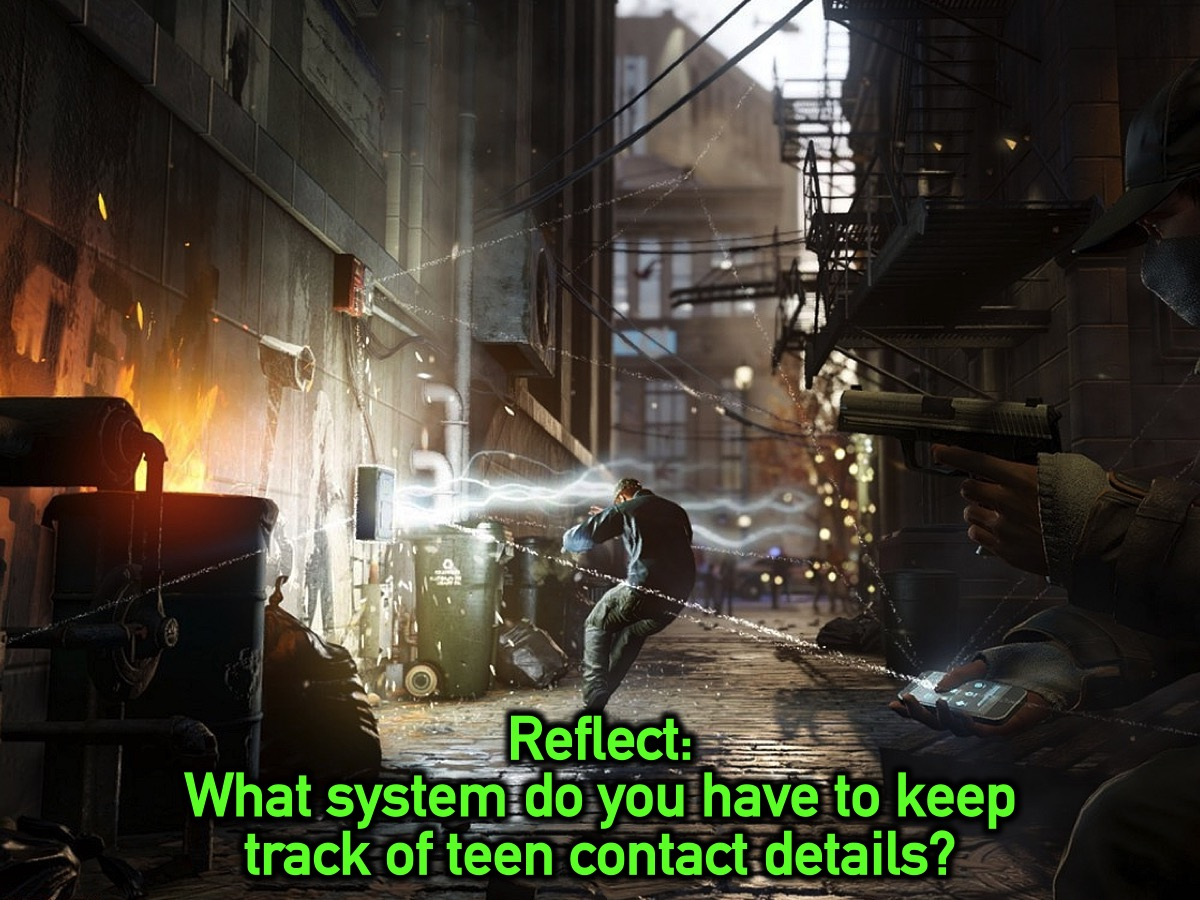 Reflect:
What system do you have to keep
track of teen contact details?